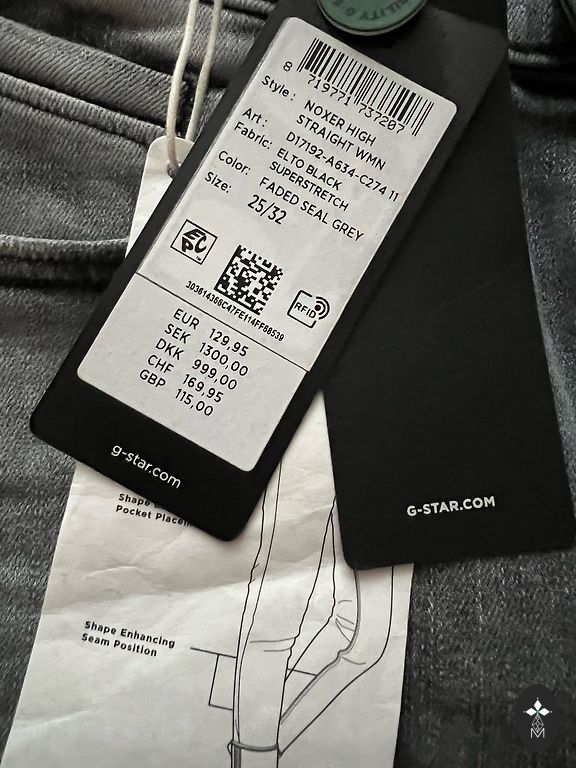 BILITY G
8 719771 737207
Style : NOXER HIGH
STRAIGHT WMN
Art : D17192-A634-C274 11
Fabric: ELTO BLACK
SUPERSTRETCH
Color: FADED SEAL GREY
Size: 25/32
EPC
RFID
EUR 129,95
SEK 1300,00
DKK 999,00
CHF 169,95
GBP 115,00
g-star.com
G-STAR.COM
Shape
Pocket Placem
Shape Enhancing
Seam Position
M